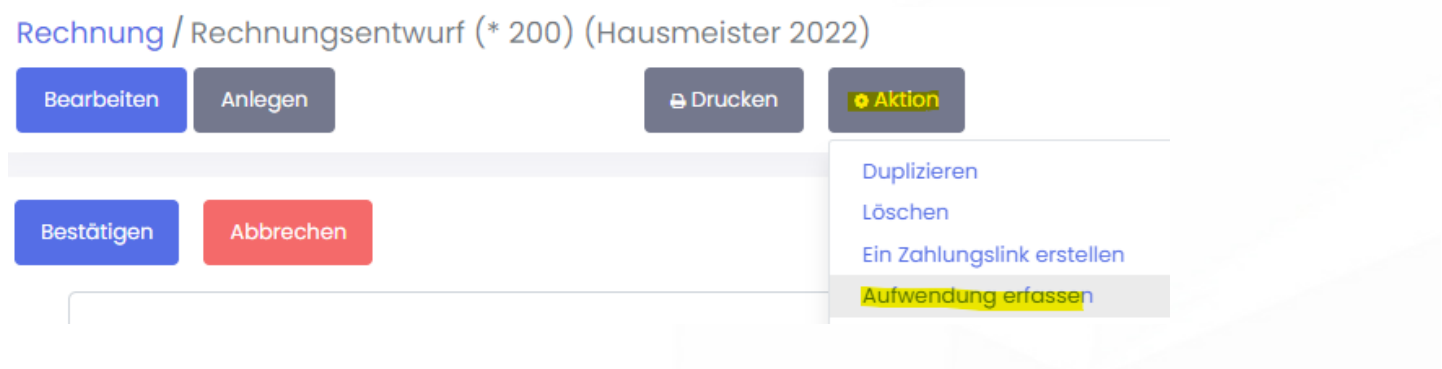 Rechnung / Rechnungsentwurf (* 200) (Hausmeister 2022)
Bearbeiten Anlegen Drucken Aktion
Duplizieren
Löschen
Bestätigen Abbrechen
Ein Zahlungslink erstellen
Aufwendung erfassen